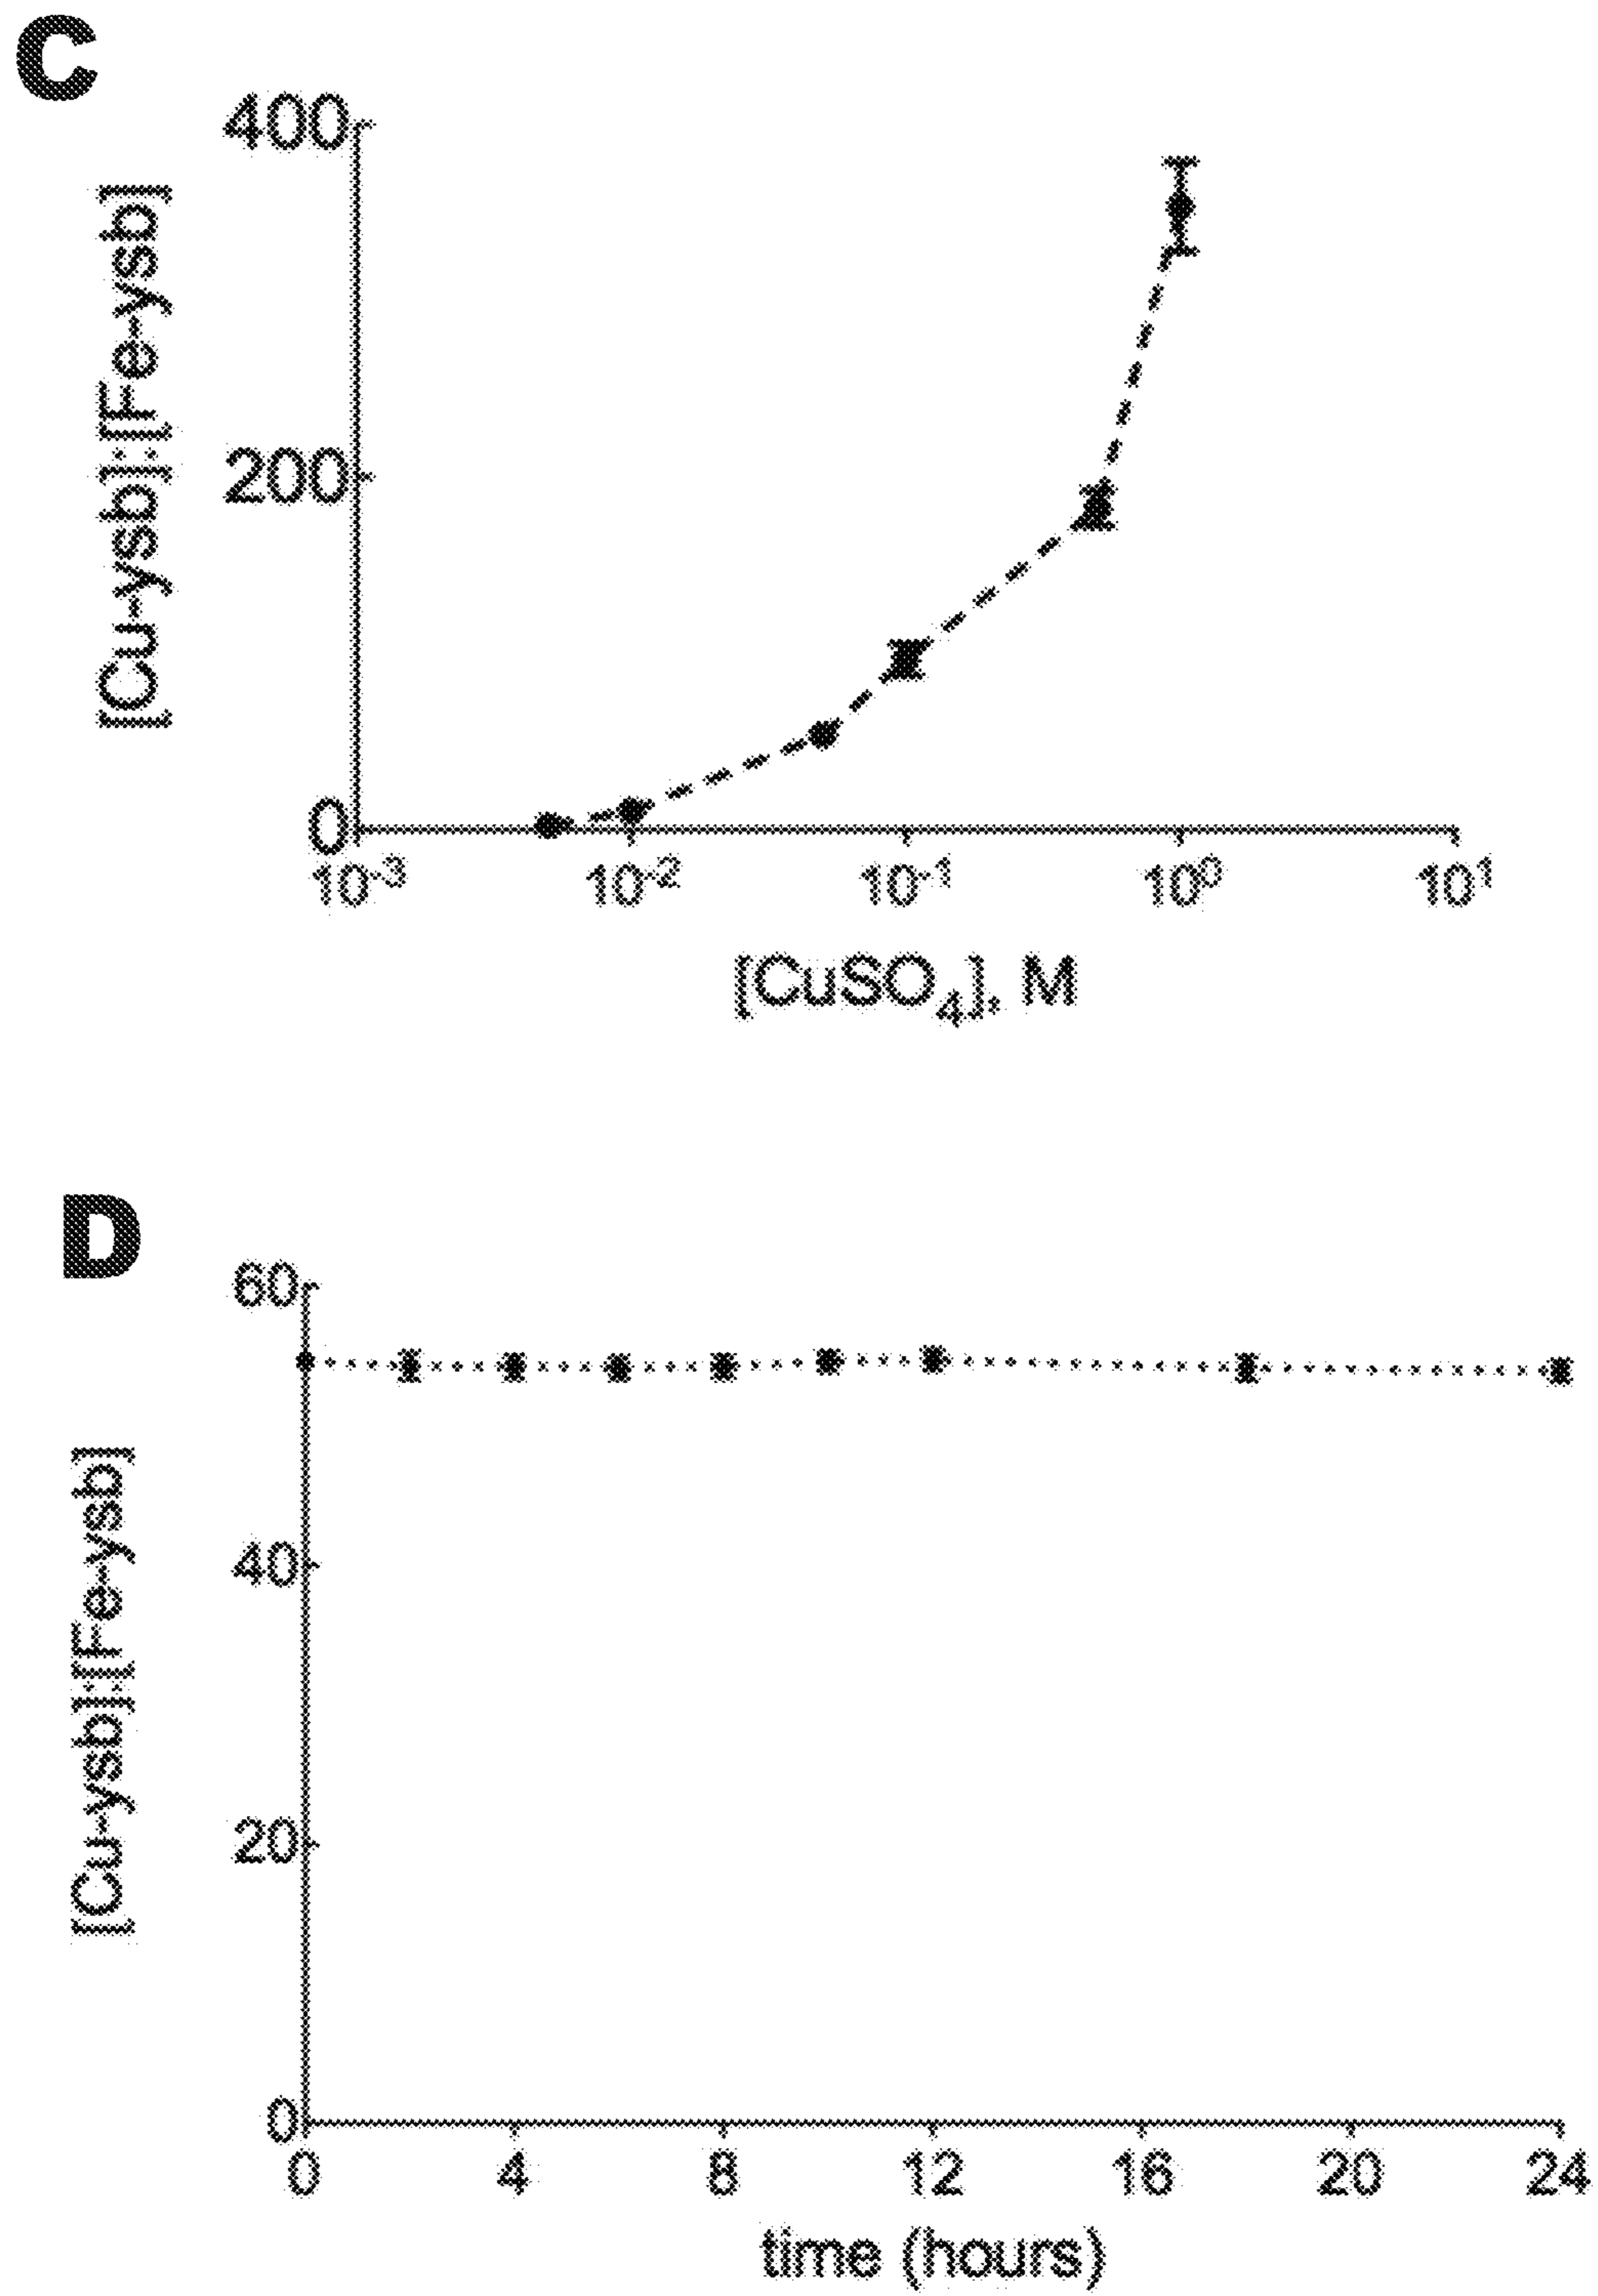 C
400
200
0
[Cu-ysb]:[Fe-ysb]
10⁻³ 10⁻² 10⁻¹ 10⁰ 10¹
[CuSO₄], M
D
60
40
20
0
[Cu-ysb]:[Fe-ysb]
0 4 8 12 16 20 24
time (hours)